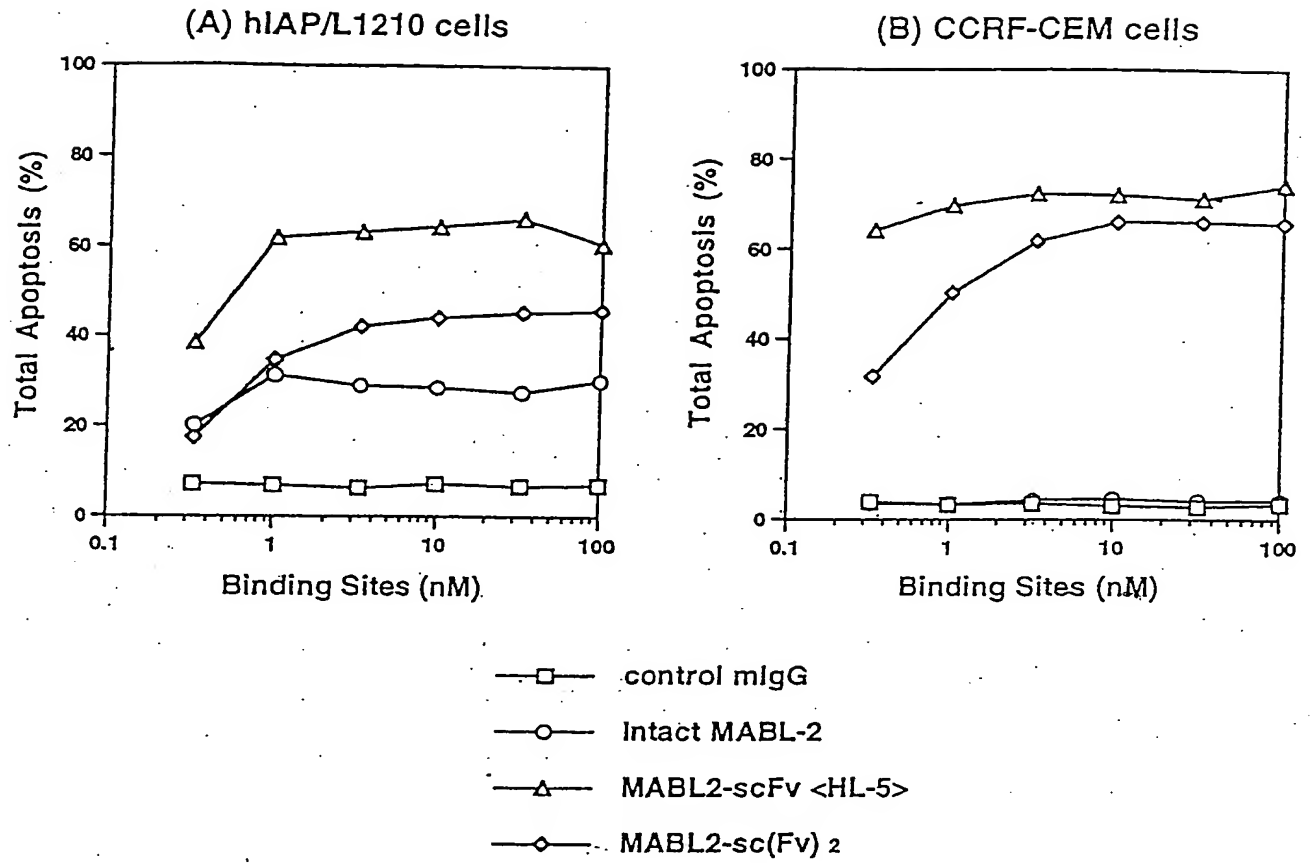 (A) hIAP/L1210 cells
100
80
60
40
20
0
0.1
1
10
100
Total Apoptosis (%)
Binding Sites (nM)
(B) CCRF-CEM cells
100
80
60
40
20
0
0.1
1
10
100
Total Apoptosis (%)
Binding Sites (nM)
control mIgG
Intact MABL-2
MABL2-scFv <HL-5>
MABL2-sc(Fv) 2